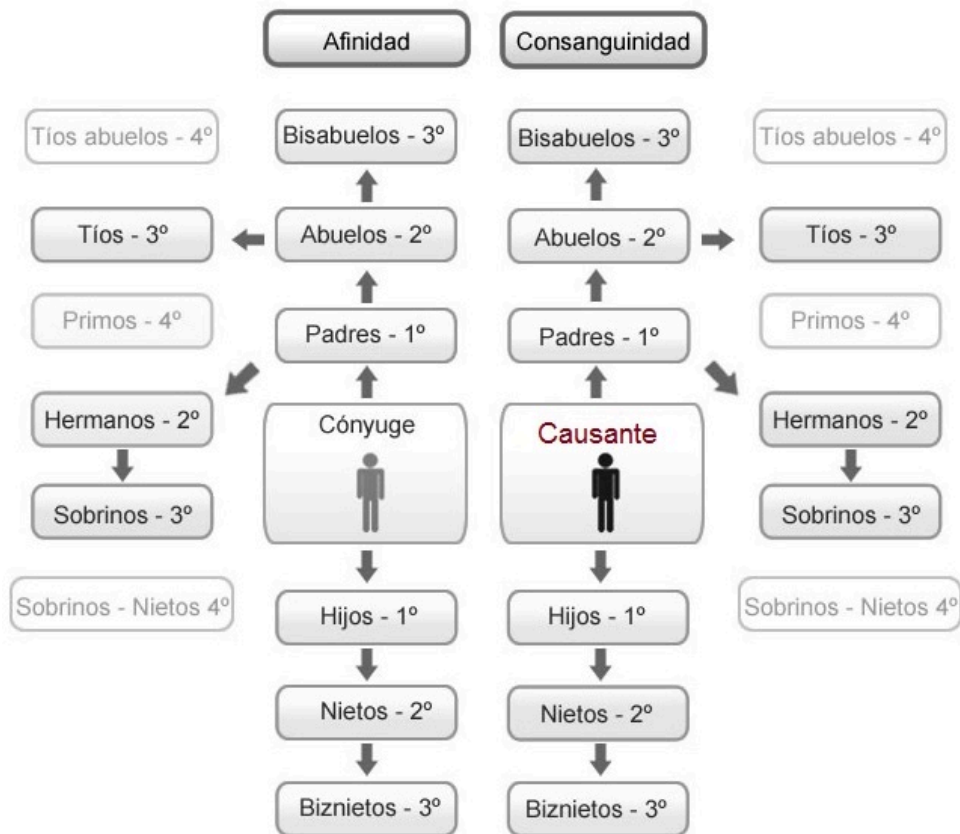 Afinidad
Consanguinidad
Tíos abuelos - 4º
Bisabuelos - 3º
Bisabuelos - 3º
Tíos abuelos - 4º
Tíos - 3º
Abuelos - 2º
Abuelos - 2º
Tíos - 3º
Primos - 4º
Padres - 1º
Padres - 1º
Primos - 4º
Hermanos - 2º
Cónyuge
Causante
Hermanos - 2º
Sobrinos - 3º
Sobrinos - 3º
Sobrinos - Nietos 4º
Hijos - 1º
Hijos - 1º
Sobrinos - Nietos 4º
Nietos - 2º
Nietos - 2º
Biznietos - 3º
Biznietos - 3º